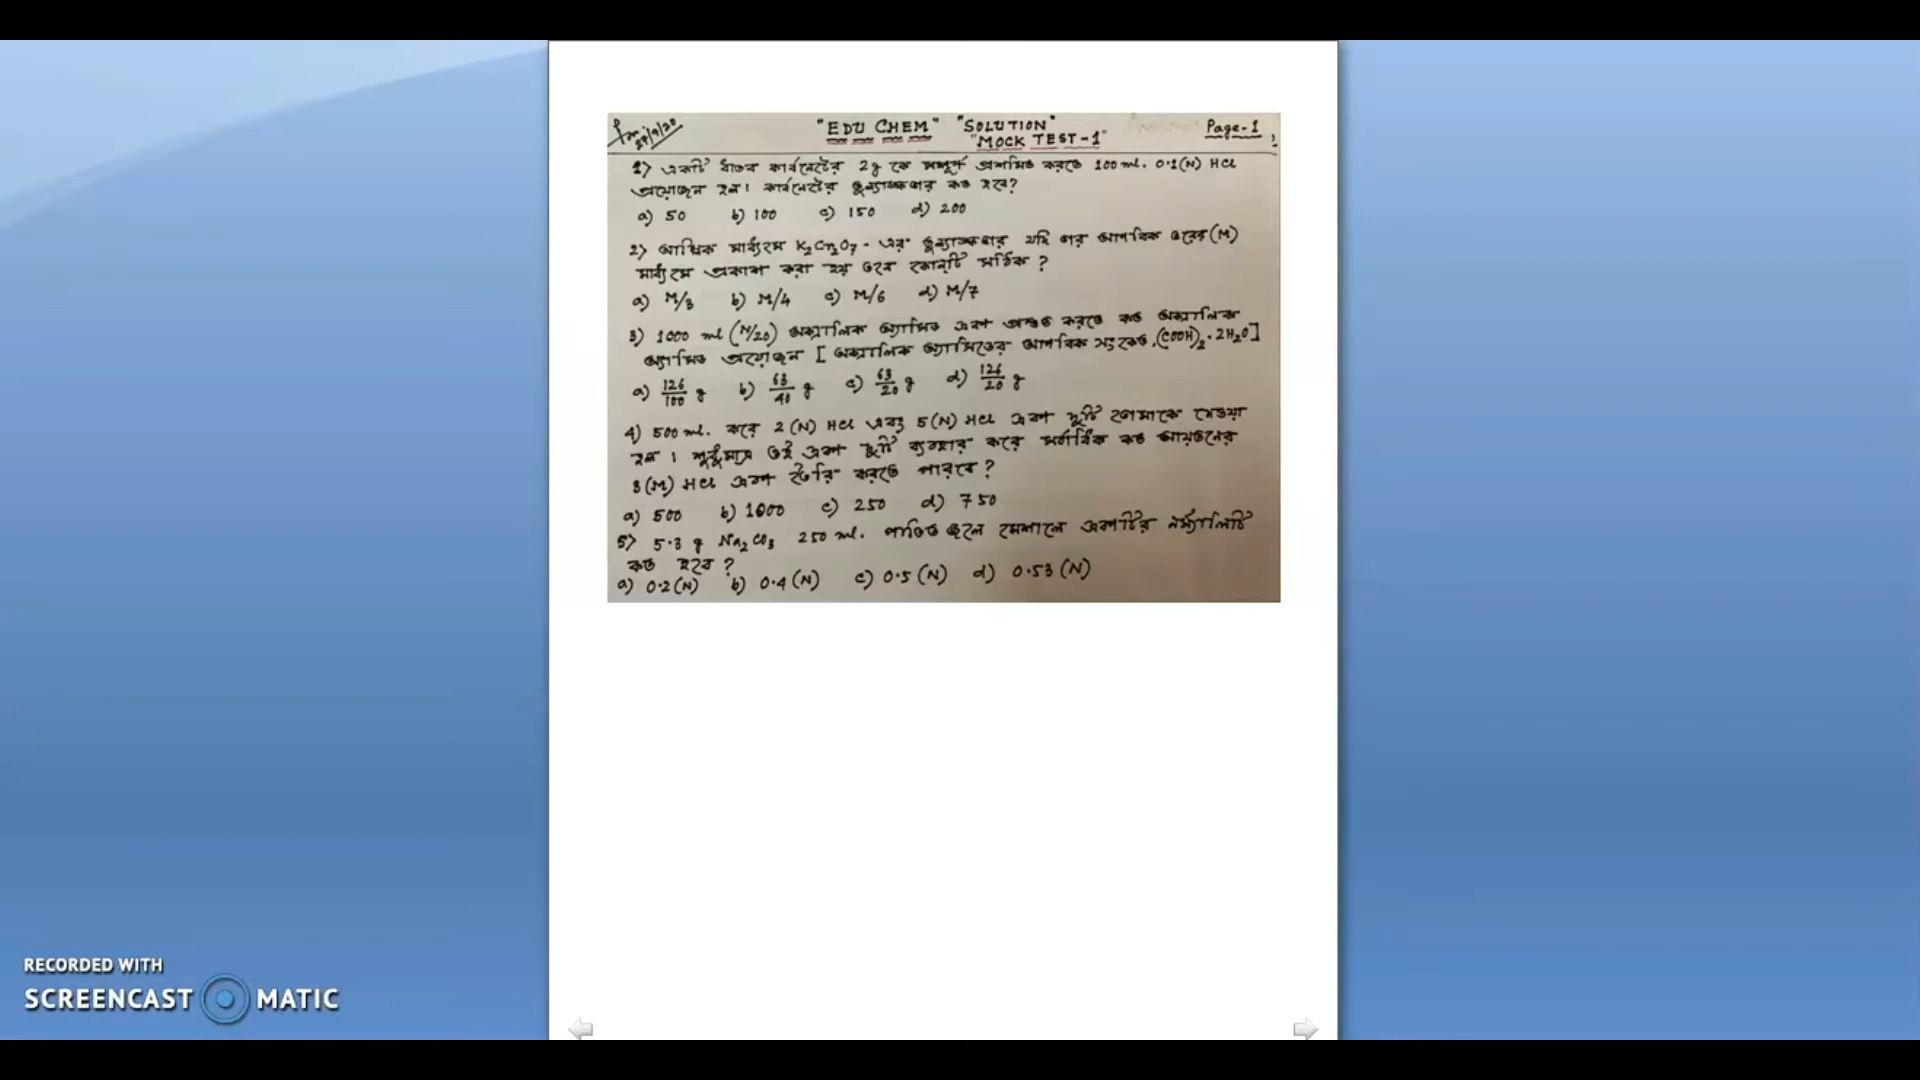 "EDU CHEM" "SOLUTION"
"MOCK TEST-1"
Page-1
1) একটি ধাতব কার্বনেটের 2g কে সম্পূর্ণ প্রশমিত করতে 100 ml. 0.1(N) HCl
প্রয়োজন হল। কার্বনেটের তুল্যাঙ্কভার কত হবে?
a) 50 b) 100 c) 150 d) 200
2) আম্লিক মাধ্যমে K2Cr2O7- এর তুল্যাঙ্কভার যদি তার আণবিক ভরের (M)
মাধ্যমে প্রকাশ করা হয় তবে কোনটি সঠিক ?
a) M/3 b) M/4 c) M/6 d) M/7
3) 1000 ml (N/20) অক্সালিক অ্যাসিড দ্রবণ প্রস্তুত করতে কত অক্সালিক
অ্যাসিড প্রয়োজন [ অক্সালিক অ্যাসিডের আণবিক সংকেত (COOH)2.2H2O]
a) 126/100 g b) 63/40 g c) 63/20 g d) 126/20 g
4) 500 ml. করে 2 (N) HCl এবং 5(N) HCl দ্রবণ দুটি তোমাকে দেওয়া
হল । শুধুমাত্র ওই দ্রবণ দুটি ব্যবহার করে সর্বাধিক কত আয়তনের
3(M) HCl দ্রবণ তৈরি করতে পারবে ?
a) 500 b) 1000 c) 250 d) 750
5) 5.3 g Na2CO3 250 ml. পাতিত জলে মেশালে দ্রবণটির নর্ম্যালিটি
কত হবে ?
a) 0.2(N) b) 0.4(N) c) 0.5(N) d) 0.53(N)
RECORDED WITH
SCREENCAST MATIC